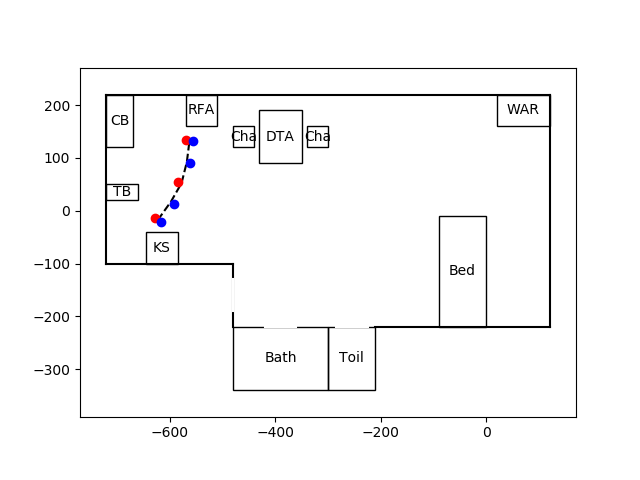 200
100
0
−100
−200
−300
−600
−400
−200
0
CB
RFA
Cha
DTA
Cha
WAR
TB
KS
Bed
Bath
Toil